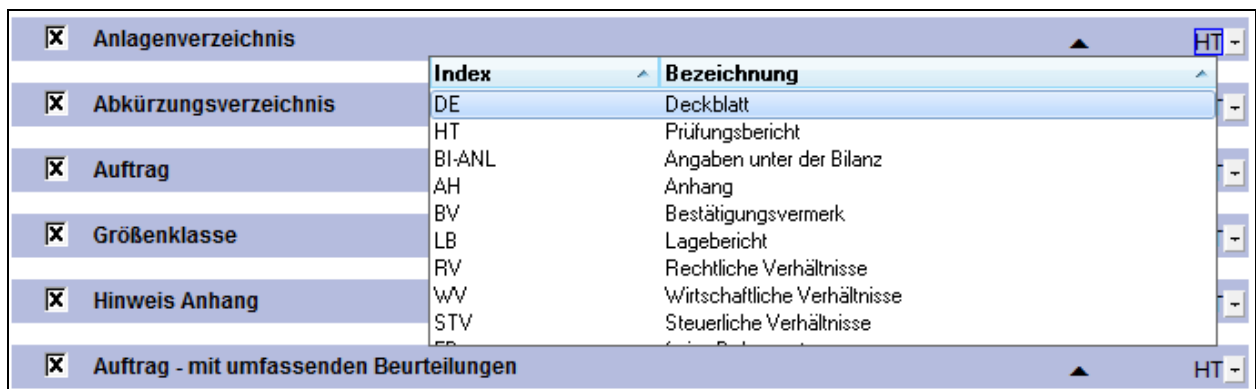 Anlagenverzeichnis HT
Index Bezeichnung
Abkürzungsverzeichnis DE Deckblatt
HT Prüfungsbericht
BI-ANL Angaben unter der Bilanz
Auftrag
AH Anhang
BV Bestätigungsvermerk
Größenklasse LB Lagebericht
RV Rechtliche Verhältnisse
Hinweis Anhang WV Wirtschaftliche Verhältnisse
STV Steuerliche Verhältnisse
Auftrag - mit umfassenden Beurteilungen HT